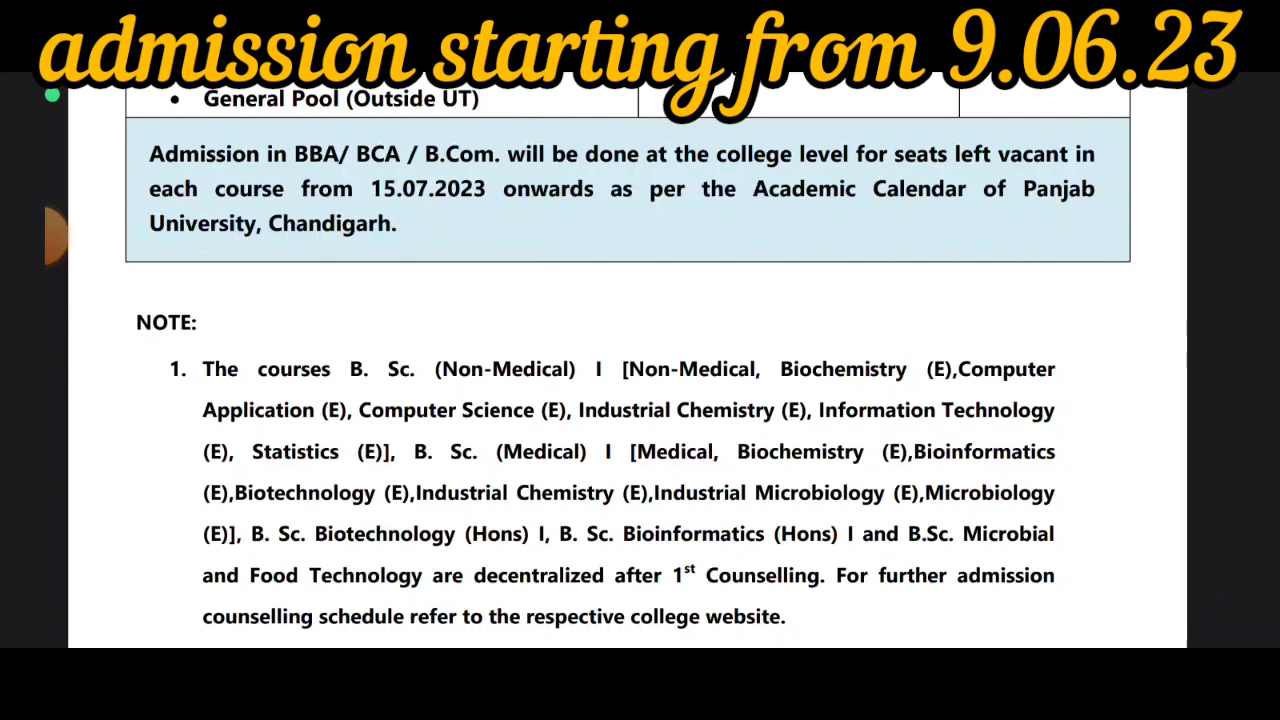 admission starting from 9.06.23
• General Pool (Outside UT)
Admission in BBA/ BCA / B.Com. will be done at the college level for seats left vacant in
each course from 15.07.2023 onwards as per the Academic Calendar of Panjab
University, Chandigarh.
NOTE:
1. The courses B. Sc. (Non-Medical) I [Non-Medical, Biochemistry (E),Computer
Application (E), Computer Science (E), Industrial Chemistry (E), Information Technology
(E), Statistics (E)], B. Sc. (Medical) I [Medical, Biochemistry (E),Bioinformatics
(E),Biotechnology (E),Industrial Chemistry (E),Industrial Microbiology (E),Microbiology
(E)], B. Sc. Biotechnology (Hons) I, B. Sc. Bioinformatics (Hons) I and B.Sc. Microbial
and Food Technology are decentralized after 1st Counselling. For further admission
counselling schedule refer to the respective college website.